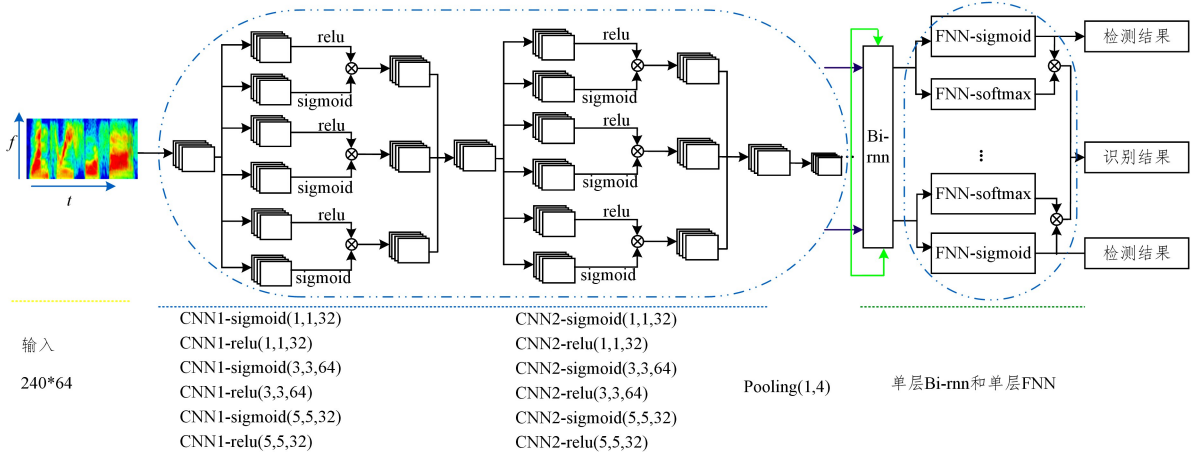 f
t
relu
sigmoid
relu
sigmoid
relu
sigmoid
relu
sigmoid
relu
sigmoid
relu
sigmoid
Bi-
rnn
FNN-sigmoid
FNN-softmax
...
FNN-softmax
FNN-sigmoid
检测结果
识别结果
检测结果
输入
240*64
CNN1-sigmoid(1,1,32)
CNN1-relu(1,1,32)
CNN1-sigmoid(3,3,64)
CNN1-relu(3,3,64)
CNN1-sigmoid(5,5,32)
CNN1-relu(5,5,32)
CNN2-sigmoid(1,1,32)
CNN2-relu(1,1,32)
CNN2-sigmoid(3,3,64)
CNN2-relu(3,3,64)
CNN2-sigmoid(5,5,32)
CNN2-relu(5,5,32)
Pooling(1,4)
单层Bi-rnn和单层FNN